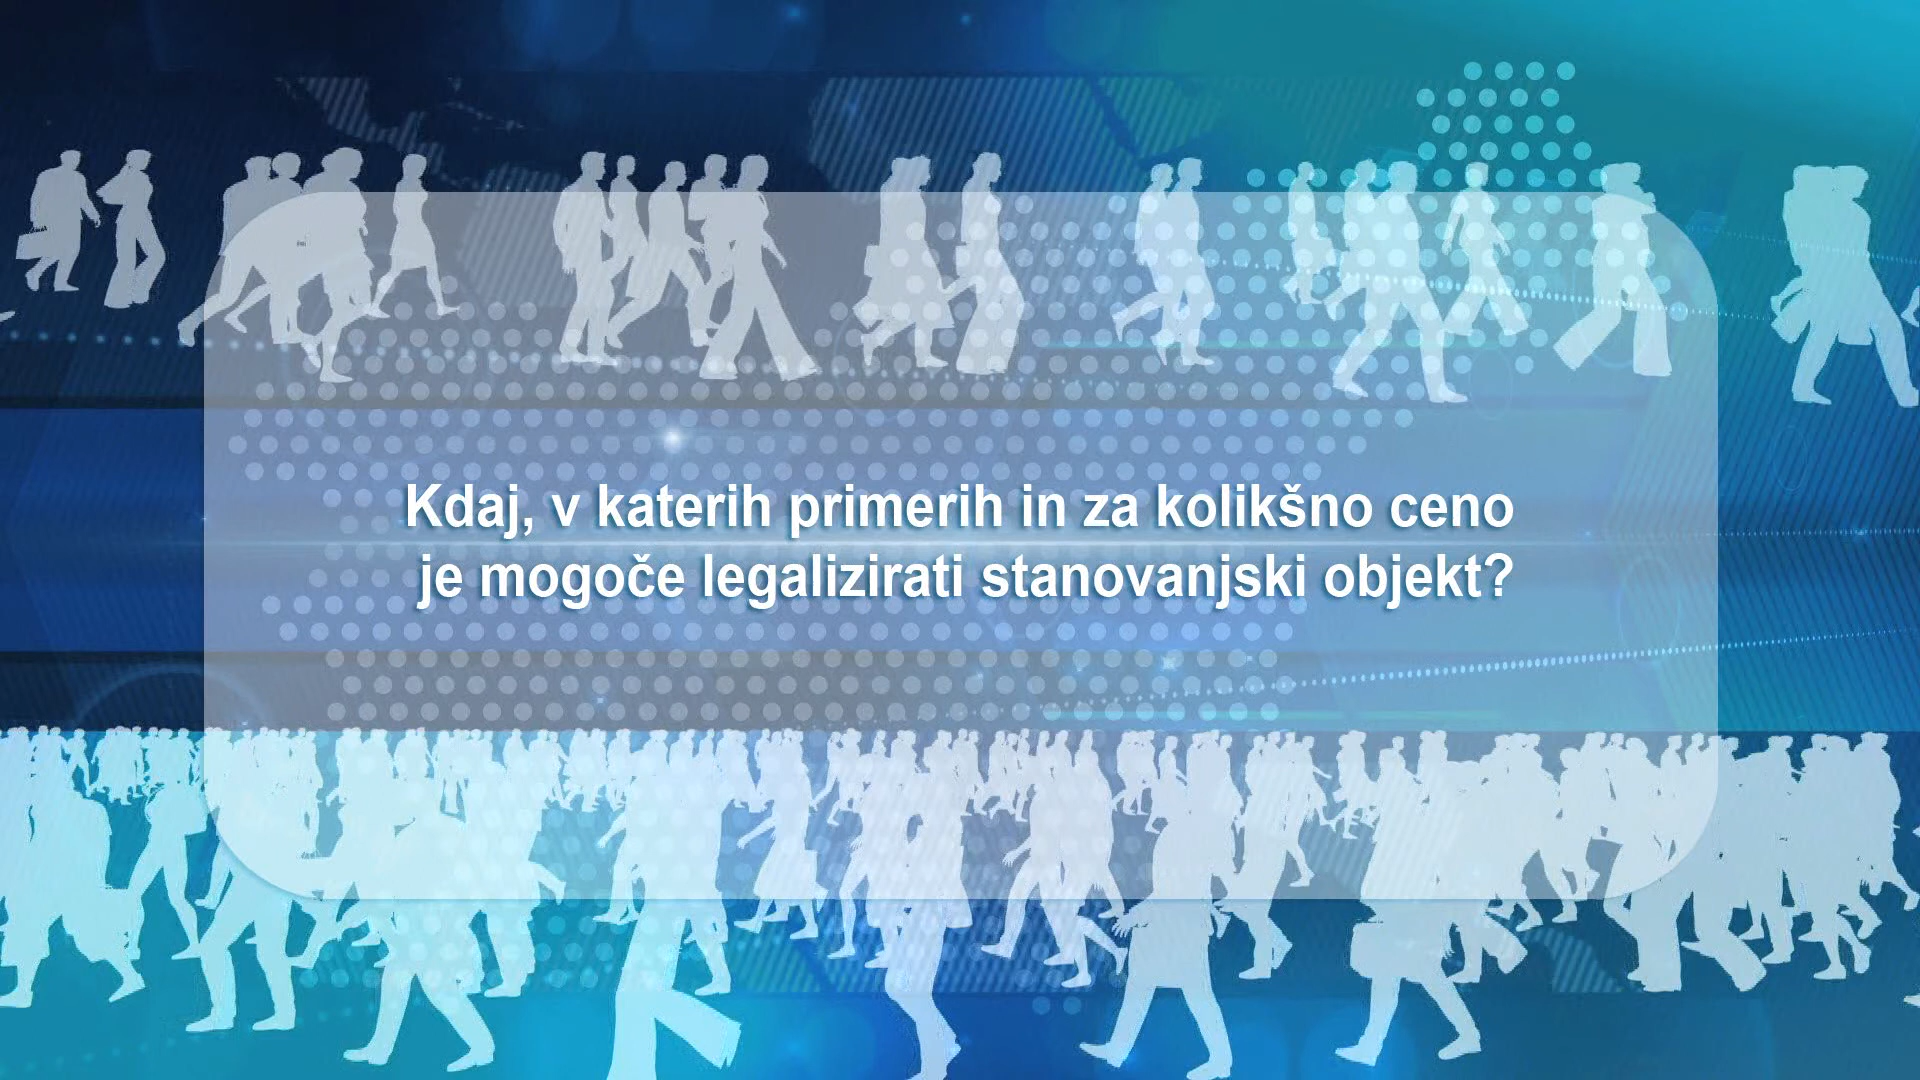 Kdaj, v katerih primerih in za kolikšno ceno
je mogoče legalizirati stanovanjski objekt?